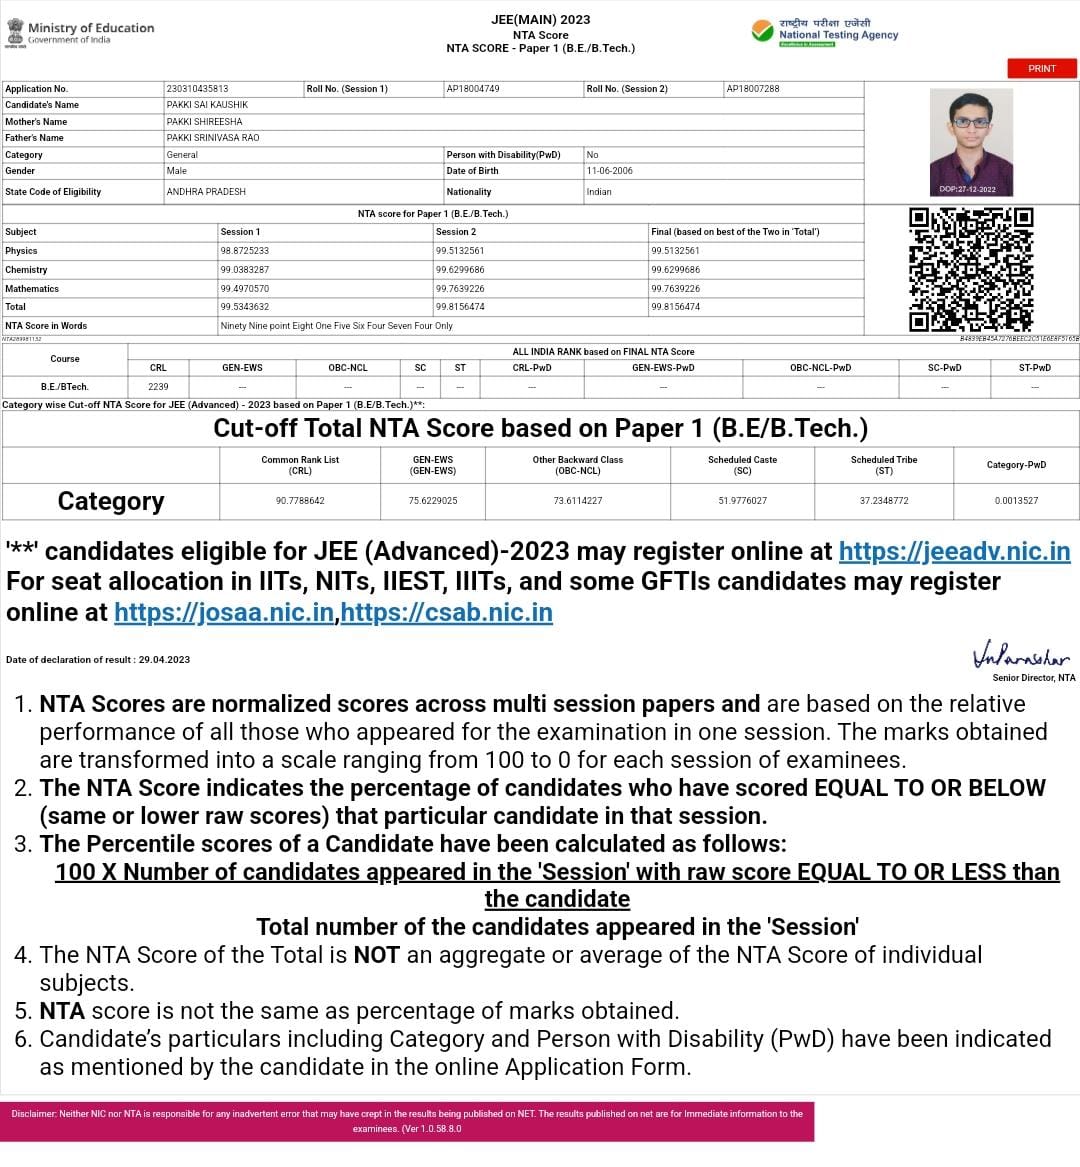 Ministry of Education
Government of India
JEE(MAIN) 2023
NTA Score
NTA SCORE - Paper 1 (B.E./B.Tech.)
राष्ट्रीय परीक्षा एजेंसी
National Testing Agency
Excellence in Assessment
PRINT
Application No. 230310435813 Roll No. (Session 1) AP18004749 Roll No. (Session 2) AP18007288
Candidate's Name PAKKI SAI KAUSHIK
Mother's Name PAKKI SHIREESHA
Father's Name PAKKI SRINIVASA RAO
Category General Person with Disability(PwD) No
Gender Male Date of Birth 11-06-2006
State Code of Eligibility ANDHRA PRADESH Nationality Indian
DOP:27-12-2022
NTA score for Paper 1 (B.E./B.Tech.)
Subject Session 1 Session 2 Final (based on best of the Two in 'Total')
Physics 98.8725233 99.5132561 99.5132561
Chemistry 99.0383287 99.6299686 99.6299686
Mathematics 99.4970570 99.7639226 99.7639226
Total 99.5343632 99.8156474 99.8156474
NTA Score in Words Ninety Nine point Eight One Five Six Four Seven Four Only
Course ALL INDIA RANK based on FINAL NTA Score
CRL GEN-EWS OBC-NCL SC ST CRL-PwD GEN-EWS-PwD OBC-NCL-PwD SC-PwD ST-PwD
B.E./BTech. 2239 --- --- --- --- --- --- --- --- ---
Category wise Cut-off NTA Score for JEE (Advanced) - 2023 based on Paper 1 (B.E/B.Tech.)**:
Cut-off Total NTA Score based on Paper 1 (B.E/B.Tech.)
Common Rank List (CRL) GEN-EWS (GEN-EWS) Other Backward Class (OBC-NCL) Scheduled Caste (SC) Scheduled Tribe (ST) Category-PwD
Category 90.7788642 75.6229025 73.6114227 51.9776027 37.2348772 0.0013527
'**' candidates eligible for JEE (Advanced)-2023 may register online at https://jeeadv.nic.in
For seat allocation in IITs, NITs, IIEST, IIITs, and some GFTIs candidates may register
online at https://josaa.nic.in,https://csab.nic.in
Date of declaration of result : 29.04.2023
Senior Director, NTA
1. NTA Scores are normalized scores across multi session papers and are based on the relative
performance of all those who appeared for the examination in one session. The marks obtained
are transformed into a scale ranging from 100 to 0 for each session of examinees.
2. The NTA Score indicates the percentage of candidates who have scored EQUAL TO OR BELOW
(same or lower raw scores) that particular candidate in that session.
3. The Percentile scores of a Candidate have been calculated as follows:
100 X Number of candidates appeared in the 'Session' with raw score EQUAL TO OR LESS than
the candidate
Total number of the candidates appeared in the 'Session'
4. The NTA Score of the Total is NOT an aggregate or average of the NTA Score of individual
subjects.
5. NTA score is not the same as percentage of marks obtained.
6. Candidate’s particulars including Category and Person with Disability (PwD) have been indicated
as mentioned by the candidate in the online Application Form.
Disclaimer: Neither NIC nor NTA is responsible for any inadvertent error that may have crept in the results being published on NET. The results published on net are for Immediate information to the
examinees. (Ver 1.0.58.8.0